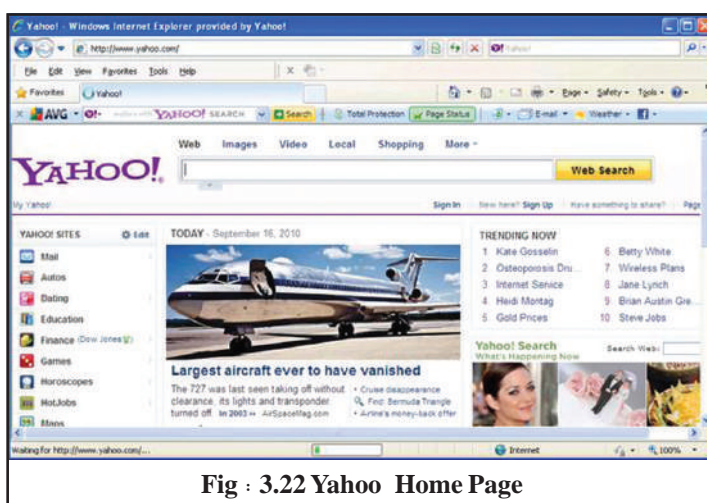 Yahoo! - Windows Internet Explorer provided by Yahoo!
http://www.yahoo.com/
Yahoo!
File Edit View Favorites Tools Help
Favorites Yahoo!
Page Safety Tools
AVG YAHOO! SEARCH Search Total Protection Page Status E-mail Weather
Web Images Video Local Shopping More
YAHOO!
Web Search
My Yahoo! Sign In New here? Sign Up Have something to share? Page
YAHOO! SITES Edit
Mail
Autos
Dating
Education
Finance (Dow Jones)
Games
Horoscopes
HotJobs
Maps
TODAY - September 16, 2010
Largest aircraft ever to have vanished
The 727 was last seen taking off without
clearance, its lights and transponder
turned off. In 2003 » AirSpaceMag.com
• Cruise disappearance
Find: Bermuda Triangle
• Airline's money-back offer
TRENDING NOW
1 Kate Gosselin
2 Osteoporosis Dru...
3 Internet Service
4 Heidi Montag
5 Gold Prices
6 Betty White
7 Wireless Plans
8 Jane Lynch
9 Brian Austin Gre...
10 Steve Jobs
Yahoo! Search
What's Happening Now
Search Web:
Waiting for http://www.yahoo.com/... Internet 100%
Fig : 3.22 Yahoo Home Page